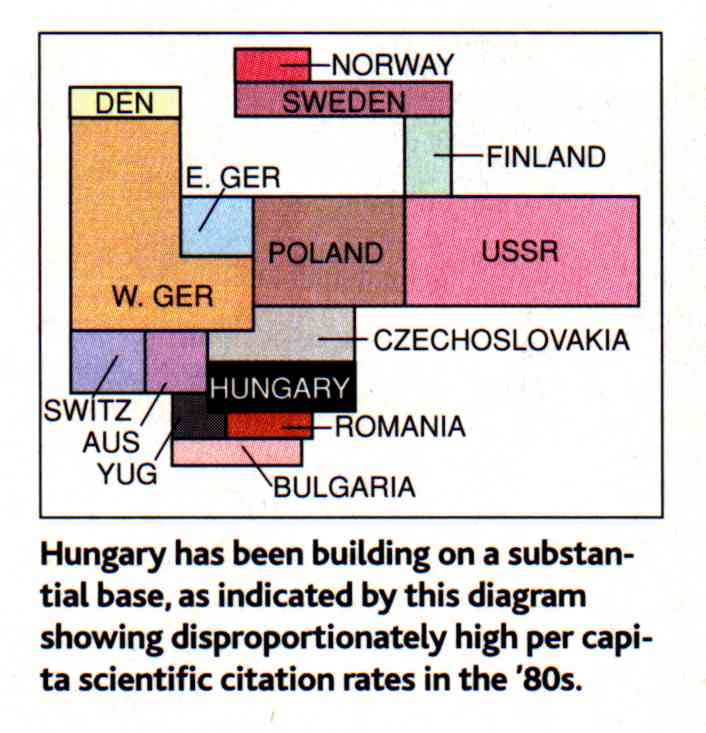 NORWAY
DEN
SWEDEN
FINLAND
E. GER
POLAND
USSR
W. GER
CZECHOSLOVAKIA
HUNGARY
SWITZ
AUS
ROMANIA
YUG
BULGARIA
Hungary has been building on a substan-
tial base, as indicated by this diagram
showing disproportionately high per capi-
ta scientific citation rates in the '80s.